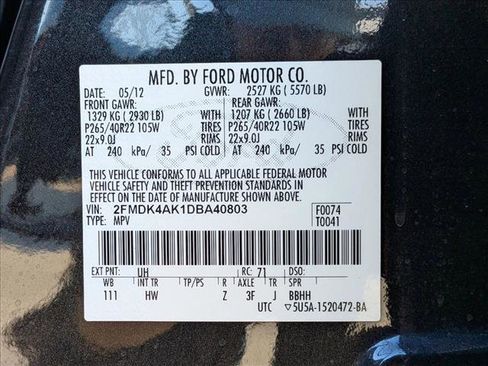 MFD. BY FORD MOTOR CO.
DATE: 05/12 GVWR: 2527 KG ( 5570 LB)
FRONT GAWR: REAR GAWR:
1329 KG ( 2930 LB) WITH 1207 KG ( 2660 LB) WITH
P265/40R22 105W TIRES P265/40R22 105W TIRES
22x9.0J RIMS 22x9.0J RIMS
AT 240 kPa/ 35 PSI COLD AT 240 kPa/ 35 PSI COLD
THIS VEHICLE CONFORMS TO ALL APPLICABLE FEDERAL MOTOR
VEHICLE SAFETY AND THEFT PREVENTION STANDARDS IN
EFFECT ON THE DATE OF MANUFACTURE SHOWN ABOVE.
VIN: 2FMDK4AK1DBA40803 F0074
TYPE: MPV T0041
EXT PNT: UH RC: 71 DSO:
WB INT TR TP/PS R AXLE TR SPR
111 HW Z 3F J BBHH
UTC ▽5U5A-1520472-BA